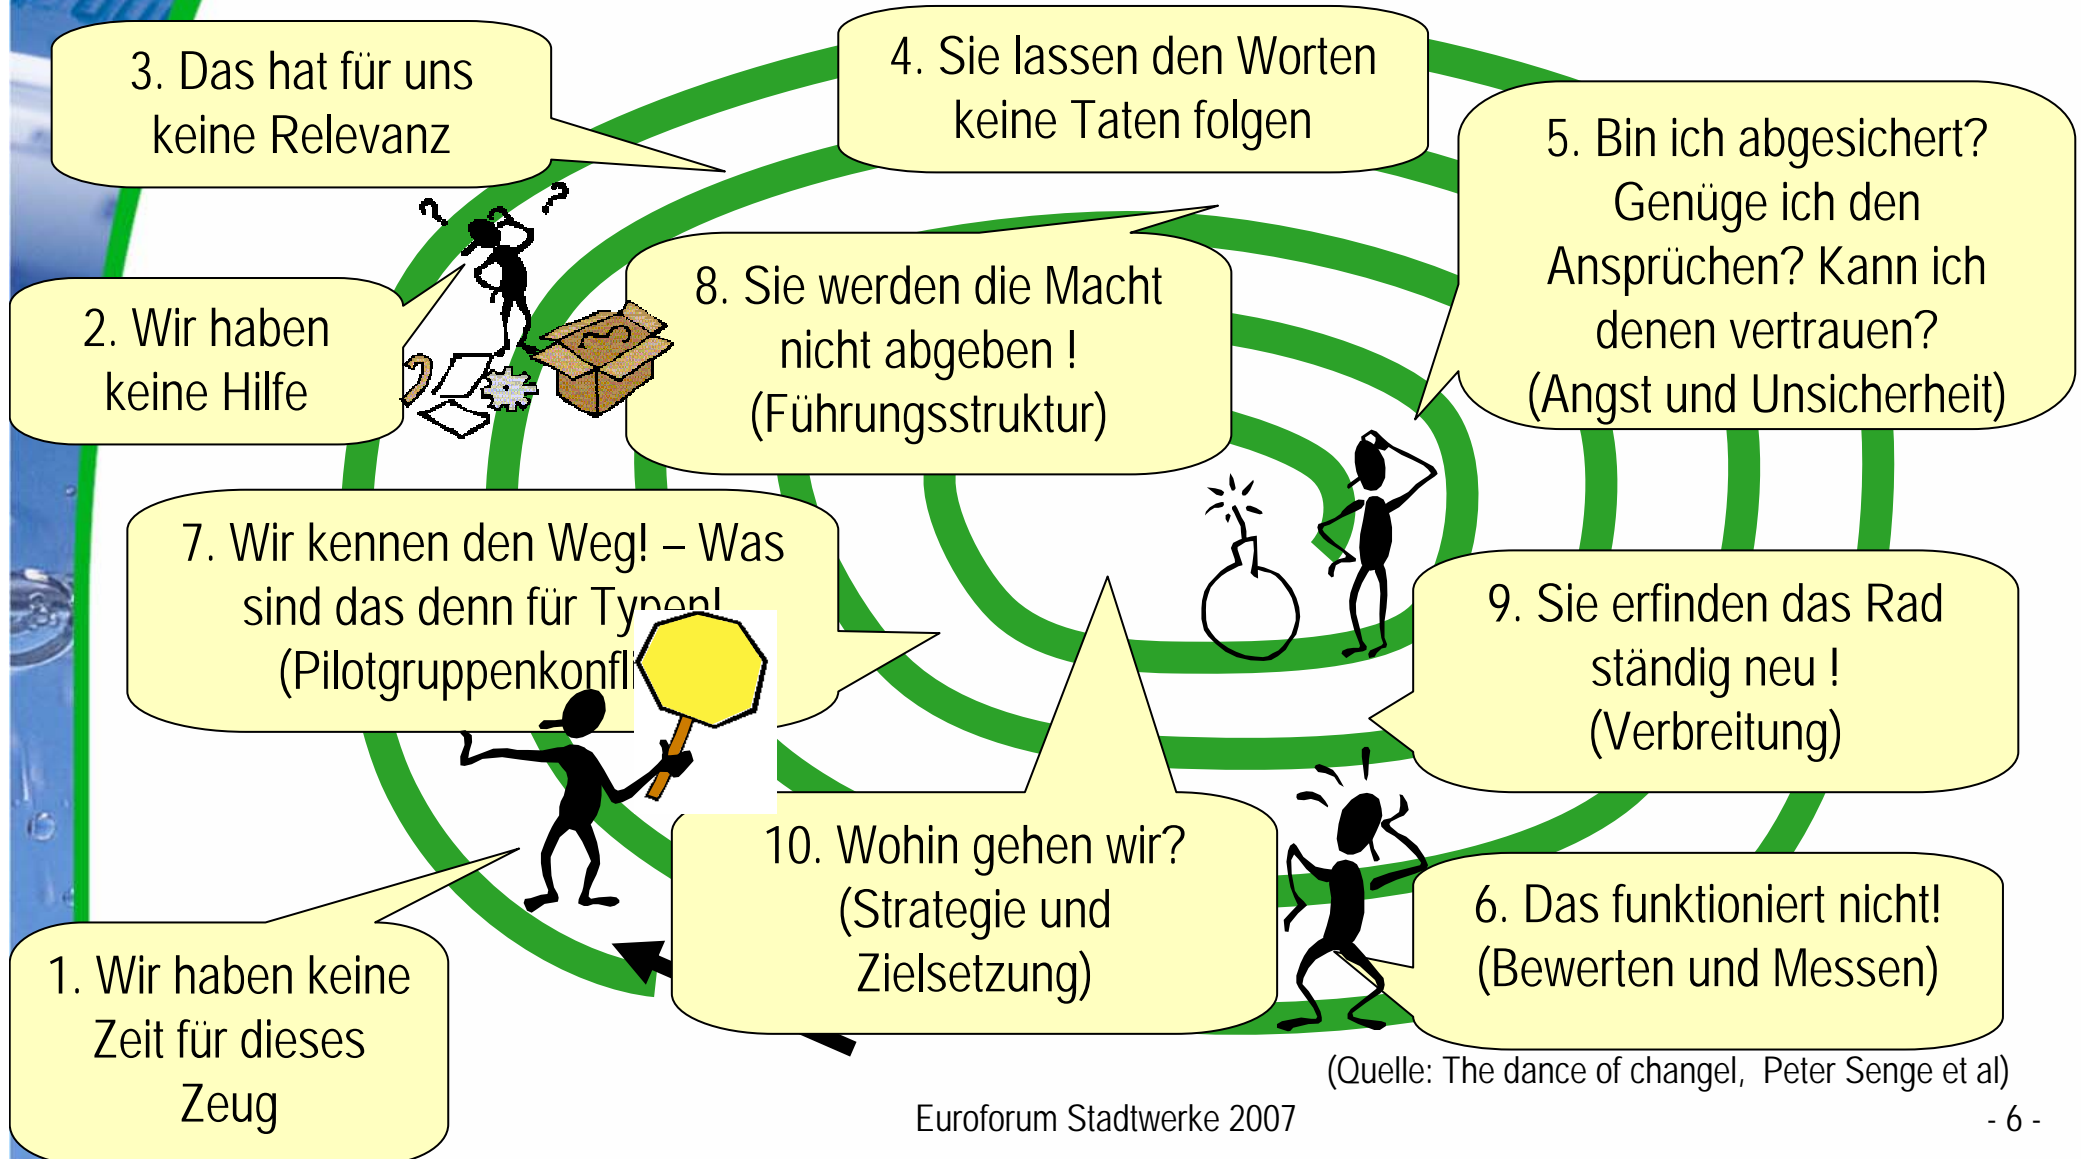 3. Das hat für uns
keine Relevanz
4. Sie lassen den Worten
keine Taten folgen
5. Bin ich abgesichert?
Genüge ich den
Ansprüchen? Kann ich
denen vertrauen?
(Angst und Unsicherheit)
2. Wir haben
keine Hilfe
8. Sie werden die Macht
nicht abgeben !
(Führungsstruktur)
7. Wir kennen den Weg! – Was
sind das denn für Typen!
(Pilotgruppenkonfli
9. Sie erfinden das Rad
ständig neu !
(Verbreitung)
10. Wohin gehen wir?
(Strategie und
Zielsetzung)
6. Das funktioniert nicht!
(Bewerten und Messen)
1. Wir haben keine
Zeit für dieses
Zeug
(Quelle: The dance of changel, Peter Senge et al)
Euroforum Stadtwerke 2007
- 6 -